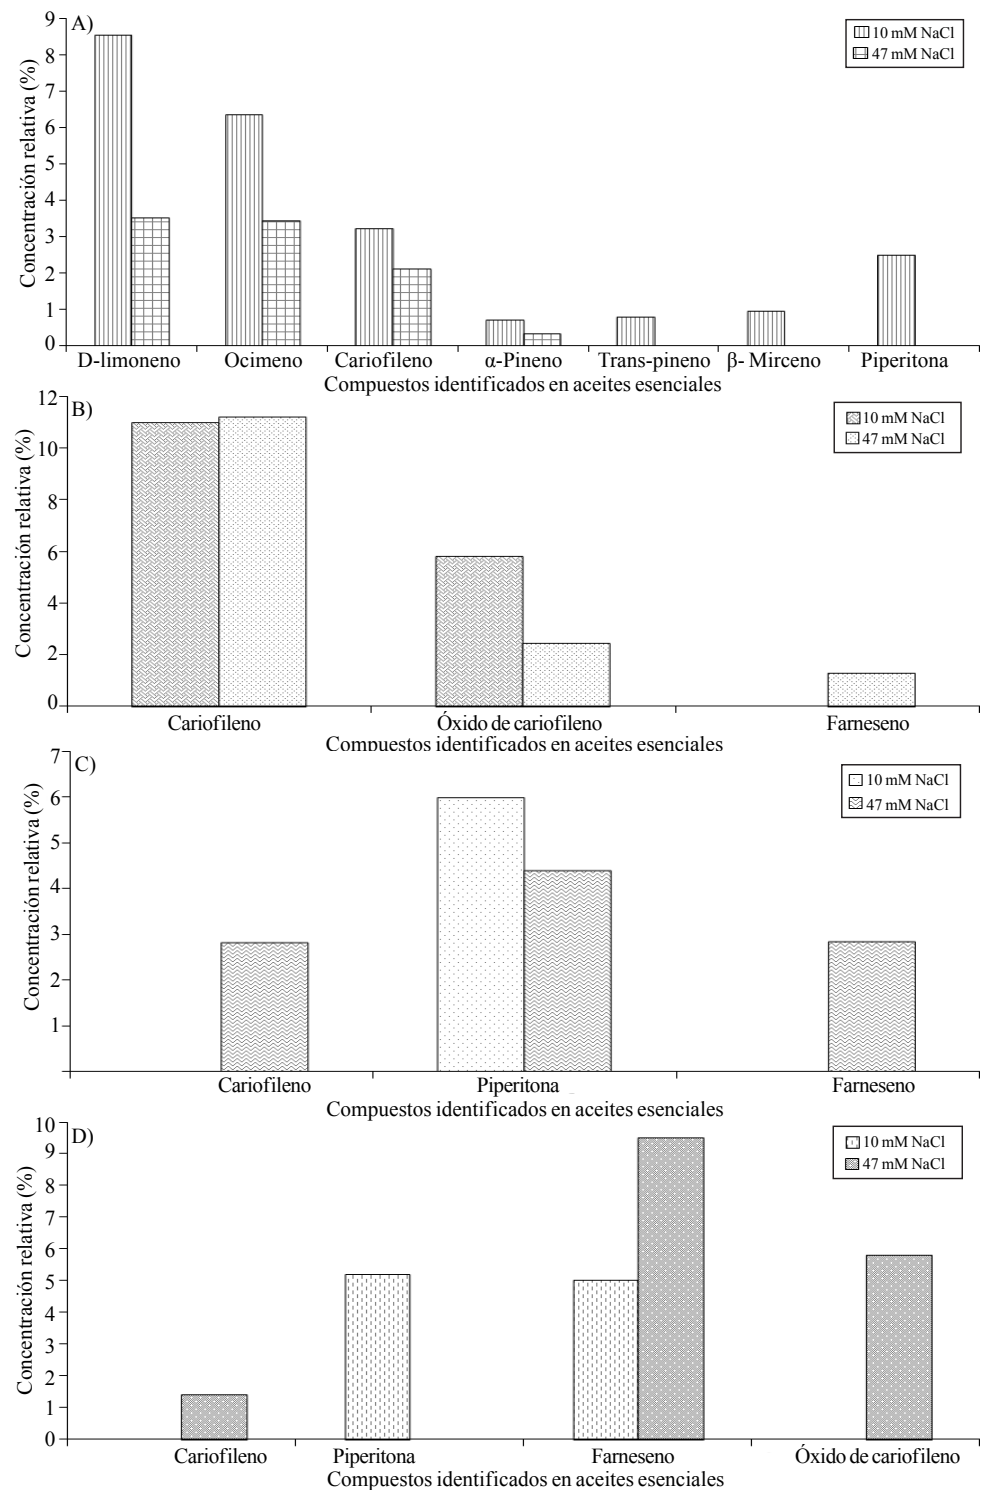 A)
10 mM NaCl
47 mM NaCl
Concentración relativa (%)
9
8
7
6
5
4
3
2
1
0
D-limoneno Ocimeno Cariofileno α-Pineno Trans-pineno β- Mirceno Piperitona
Compuestos identificados en aceites esenciales
B)
10 mM NaCl
47 mM NaCl
Concentración relativa (%)
12
10
8
6
4
2
0
Cariofileno Óxido de cariofileno Farneseno
Compuestos identificados en aceites esenciales
C)
10 mM NaCl
47 mM NaCl
Concentración relativa (%)
7
6
5
4
3
2
1
Cariofileno Piperitona Farneseno
Compuestos identificados en aceites esenciales
D)
10 mM NaCl
47 mM NaCl
Concentración relativa (%)
10
9
8
7
6
5
4
3
2
1
0
Cariofileno Piperitona Farneseno Óxido de cariofileno
Compuestos identificados en aceites esenciales